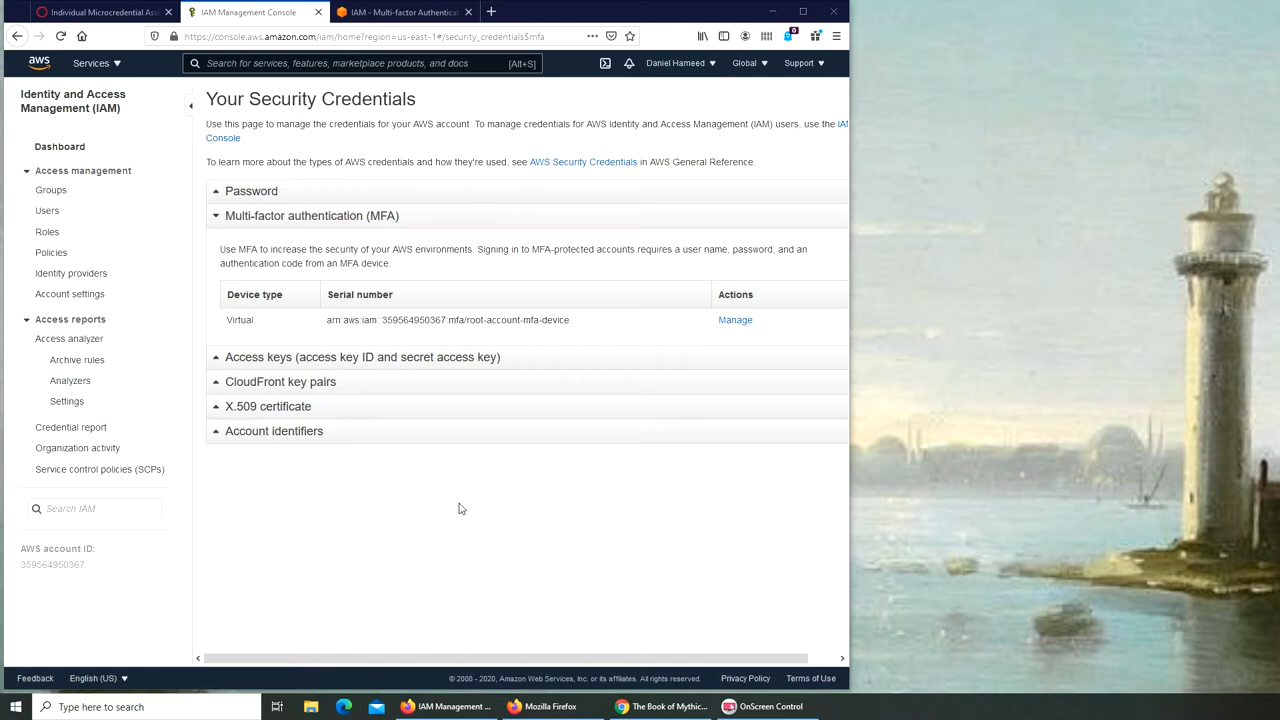 Individual Microcredential Ass
IAM Management Console
IAM - Multi-factor Authenticat
https://console.aws.amazon.com/iam/home?region=us-east-1#/security_credentials$mfa
aws
Services
Search for services, features, marketplace products, and docs
[Alt+S]
Daniel Hameed
Global
Support
Identity and Access
Management (IAM)
Dashboard
Access management
Groups
Users
Roles
Policies
Identity providers
Account settings
Access reports
Access analyzer
Archive rules
Analyzers
Settings
Credential report
Organization activity
Service control policies (SCPs)
Search IAM
AWS account ID:
359564950367
Your Security Credentials
Use this page to manage the credentials for your AWS account. To manage credentials for AWS Identity and Access Management (IAM) users, use the IAM
Console .
To learn more about the types of AWS credentials and how they're used, see AWS Security Credentials in AWS General Reference.
Password
Multi-factor authentication (MFA)
Use MFA to increase the security of your AWS environments. Signing in to MFA-protected accounts requires a user name, password, and an
authentication code from an MFA device.
Device type
Serial number
Actions
Virtual
arn:aws:iam::359564950367:mfa/root-account-mfa-device
Manage
Access keys (access key ID and secret access key)
CloudFront key pairs
X.509 certificate
Account identifiers
Feedback
English (US)
© 2008 - 2020, Amazon Web Services, Inc. or its affiliates. All rights reserved.
Privacy Policy
Terms of Use
Type here to search
IAM Management ...
Mozilla Firefox
The Book of Mythic...
OnScreen Control